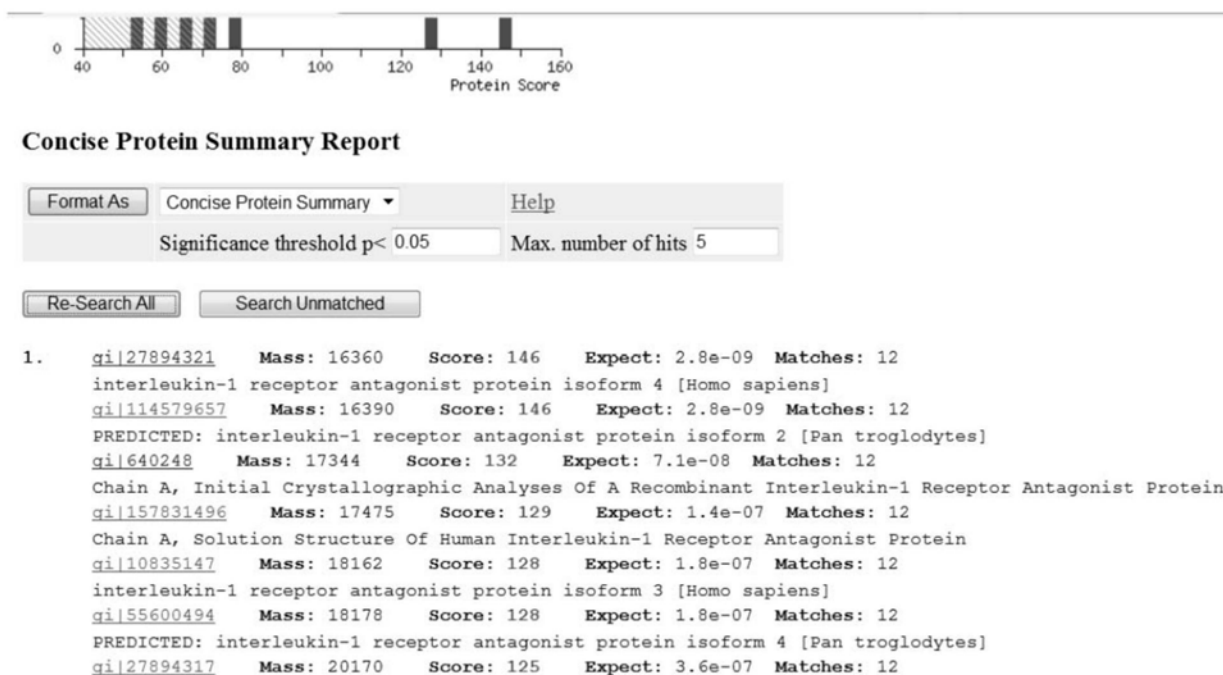 0
40 60 80 100 120 140 160
Protein Score
Concise Protein Summary Report
Format As Concise Protein Summary Help
Significance threshold p< 0.05 Max. number of hits 5
Re-Search All Search Unmatched
1. gi|27894321 Mass: 16360 Score: 146 Expect: 2.8e-09 Matches: 12
interleukin-1 receptor antagonist protein isoform 4 [Homo sapiens]
gi|114579657 Mass: 16390 Score: 146 Expect: 2.8e-09 Matches: 12
PREDICTED: interleukin-1 receptor antagonist protein isoform 2 [Pan troglodytes]
gi|640248 Mass: 17344 Score: 132 Expect: 7.1e-08 Matches: 12
Chain A, Initial Crystallographic Analyses Of A Recombinant Interleukin-1 Receptor Antagonist Protein
gi|157831496 Mass: 17475 Score: 129 Expect: 1.4e-07 Matches: 12
Chain A, Solution Structure Of Human Interleukin-1 Receptor Antagonist Protein
gi|10835147 Mass: 18162 Score: 128 Expect: 1.8e-07 Matches: 12
interleukin-1 receptor antagonist protein isoform 3 [Homo sapiens]
gi|55600494 Mass: 18178 Score: 128 Expect: 1.8e-07 Matches: 12
PREDICTED: interleukin-1 receptor antagonist protein isoform 4 [Pan troglodytes]
gi|27894317 Mass: 20170 Score: 125 Expect: 3.6e-07 Matches: 12